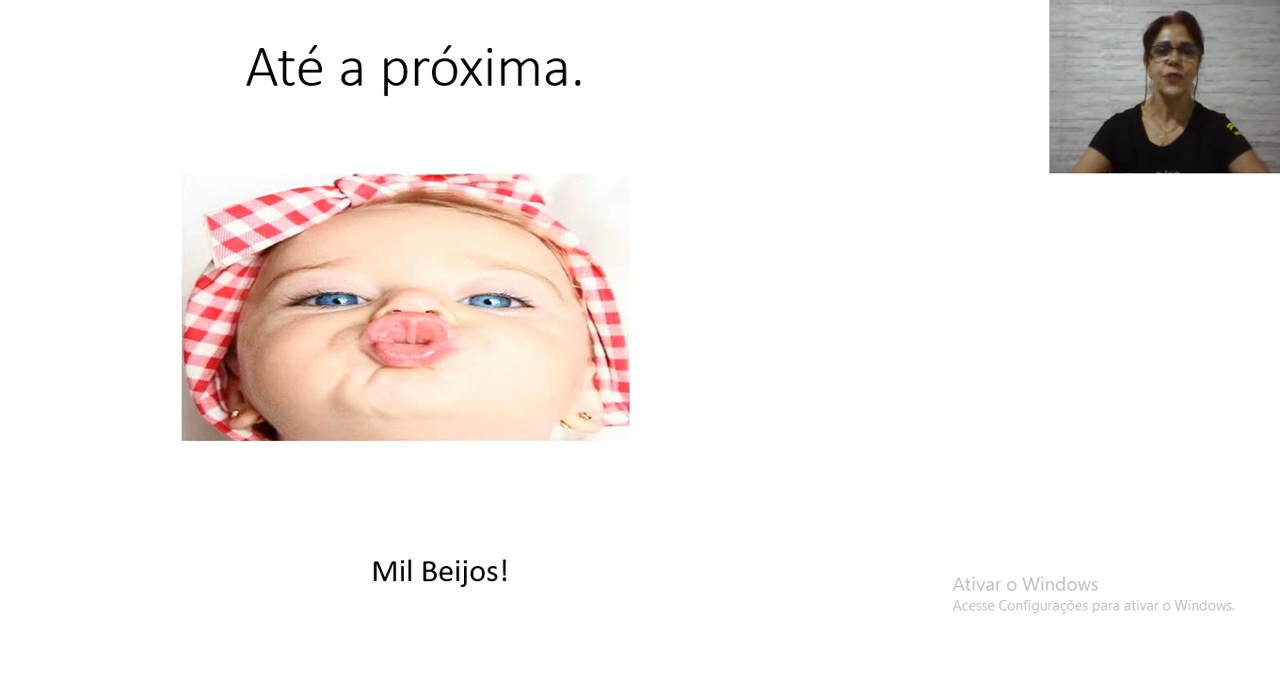 Até a próxima.
Mil Beijos!
Ativar o Windows
Acesse Configurações para ativar o Windows.